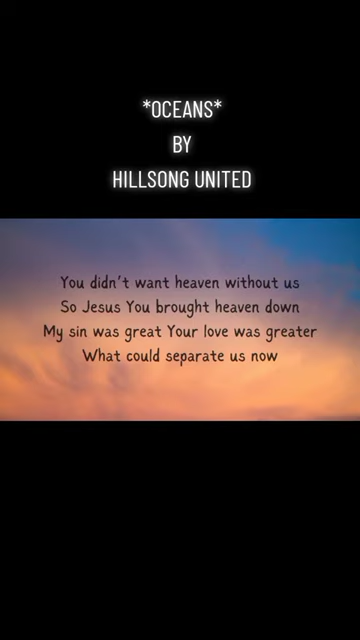 *OCEANS*
BY
HILLSONG UNITED
You didn't want heaven without us
So Jesus You brought heaven down
My sin was great Your love was greater
What could separate us now